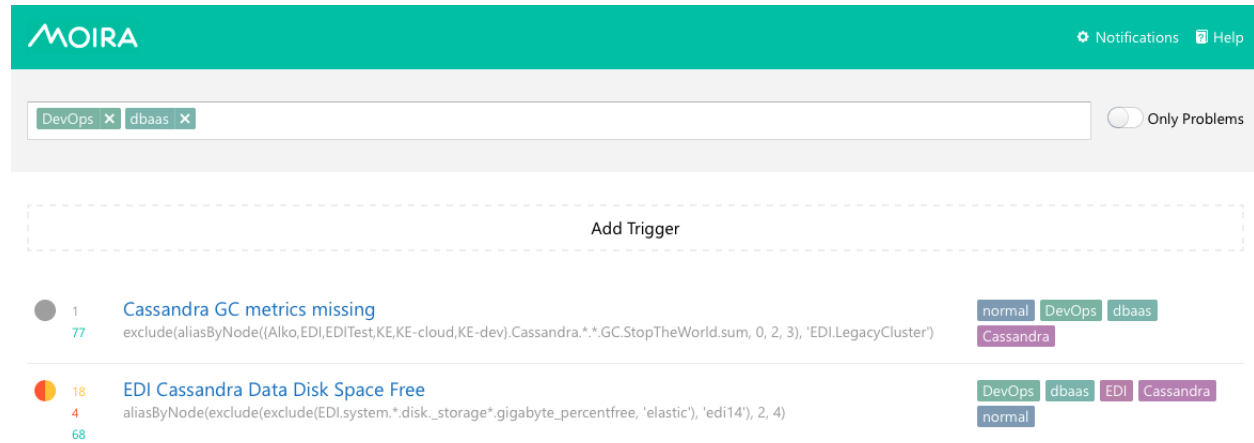 MOIRA
Notifications Help
DevOps × dbaas ×
Only Problems
Add Trigger
1 Cassandra GC metrics missing normal DevOps dbaas
77 exclude(aliasByNode((Alko,EDI,EDITest,KE,KE-cloud,KE-dev).Cassandra.*.*.GC.StopTheWorld.sum, 0, 2, 3), 'EDI.LegacyCluster') Cassandra
18 EDI Cassandra Data Disk Space Free DevOps dbaas EDI Cassandra
4 aliasByNode(exclude(exclude(EDI.system.*.disk._storage*.gigabyte_percentfree, 'elastic'), 'edi14'), 2, 4) normal
68